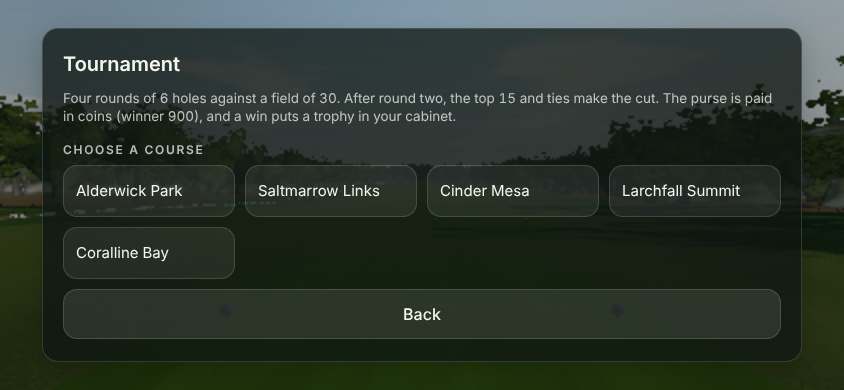 Tournament
Four rounds of 6 holes against a field of 30. After round two, the top 15 and ties make the cut. The purse is paid
in coins (winner 900), and a win puts a trophy in your cabinet.
CHOOSE A COURSE
Alderwick Park
Saltmarrow Links
Cinder Mesa
Larchfall Summit
Coralline Bay
Back